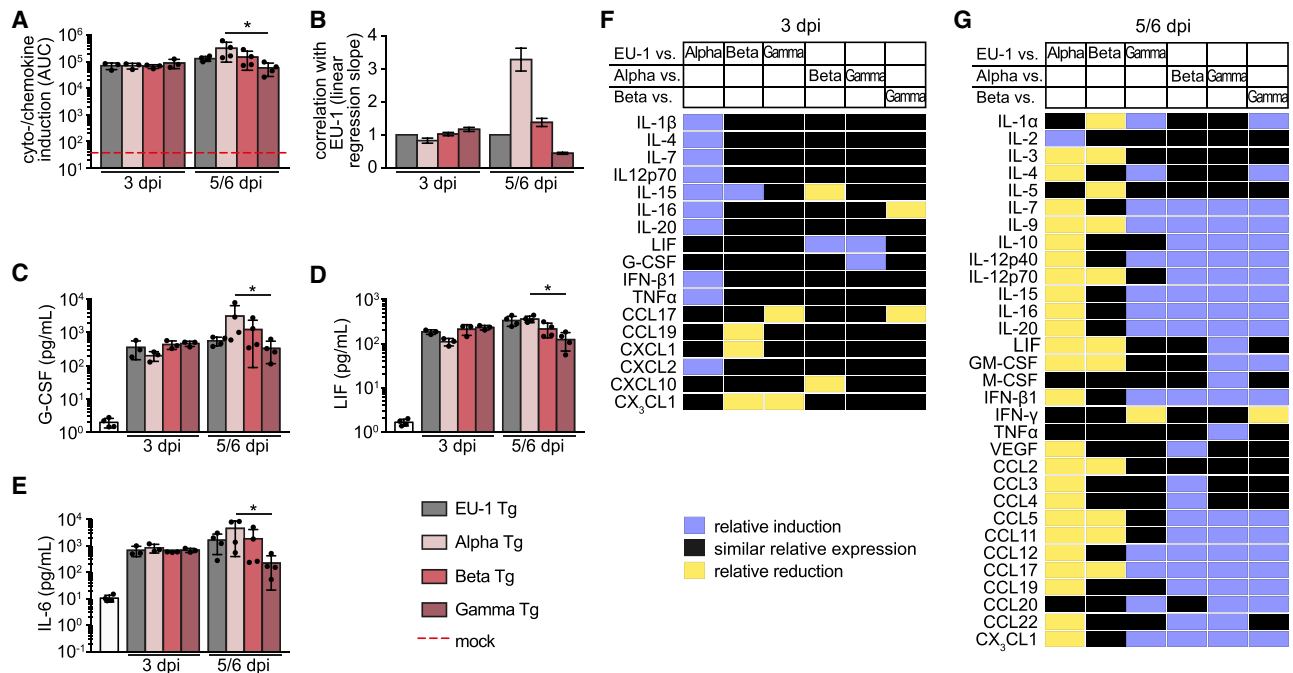 A
cyto-/chemokine
induction (AUC)
10⁶
10⁵
10⁴
10³
10²
10¹
*
3 dpi
5/6 dpi
B
correlation with
EU-1 (linear
regression slope)
4
3
2
1
0
3 dpi
5/6 dpi
C
G-CSF (pg/mL)
10⁴
10³
10²
10¹
10⁰
*
3 dpi
5/6 dpi
D
LIF (pg/mL)
10³
10²
10¹
10⁰
*
3 dpi
5/6 dpi
E
IL-6 (pg/mL)
10⁴
10³
10²
10¹
10⁰
10⁻¹
*
3 dpi
5/6 dpi
EU-1 Tg
Alpha Tg
Beta Tg
Gamma Tg
mock
F
3 dpi
EU-1 vs. Alpha Beta Gamma
Alpha vs. Beta Gamma
Beta vs. Gamma
IL-1β
IL-4
IL-7
IL12p70
IL-15
IL-16
IL-20
LIF
G-CSF
IFN-β1
TNFα
CCL17
CCL19
CXCL1
CXCL2
CXCL10
CX₃CL1
relative induction
similar relative expression
relative reduction
G
5/6 dpi
EU-1 vs. Alpha Beta Gamma
Alpha vs. Beta Gamma
Beta vs. Gamma
IL-1α
IL-2
IL-3
IL-4
IL-5
IL-7
IL-9
IL-10
IL-12p40
IL-12p70
IL-15
IL-16
IL-20
LIF
GM-CSF
M-CSF
IFN-β1
IFN-γ
TNFα
VEGF
CCL2
CCL3
CCL4
CCL5
CCL11
CCL12
CCL17
CCL19
CCL20
CCL22
CX₃CL1